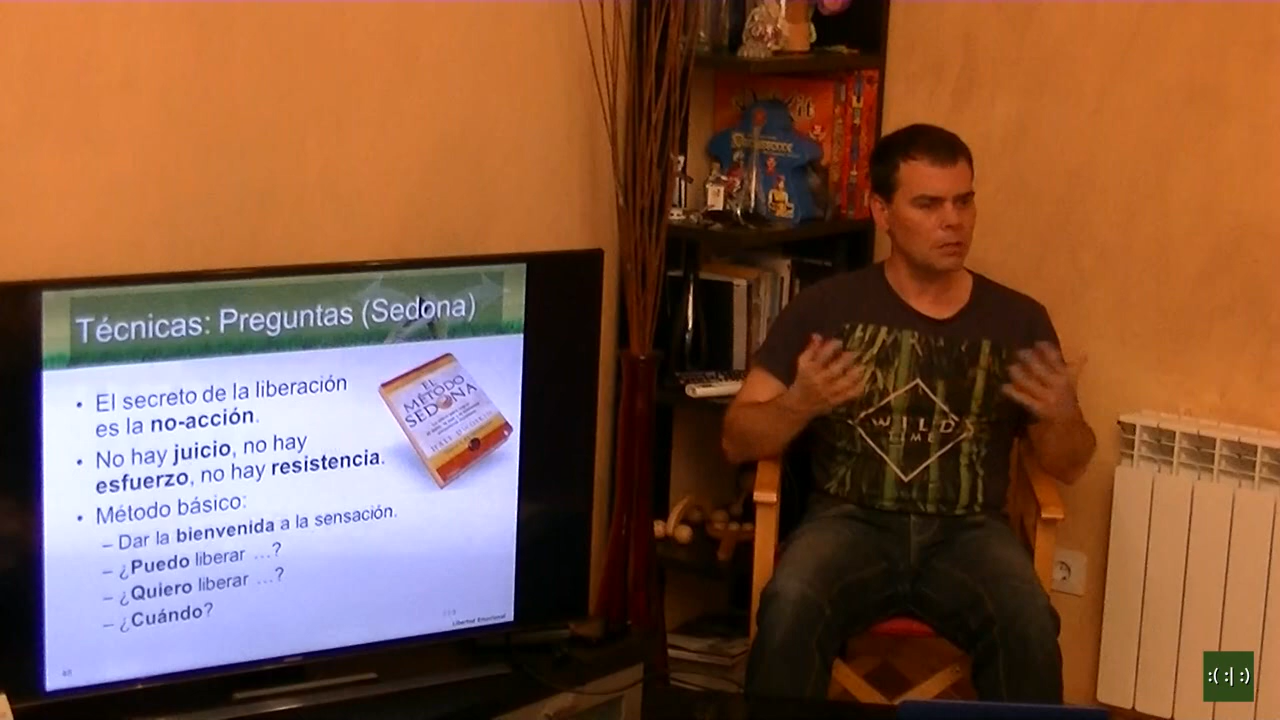 Técnicas: Preguntas (Sedona)
• El secreto de la liberación
es la no-acción.
• No hay juicio, no hay
esfuerzo, no hay resistencia.
• Método básico:
– Dar la bienvenida a la sensación.
– ¿Puedo liberar ...?
– ¿Quiero liberar ...?
– ¿Cuándo?
Libertad Emocional
EL
MÉTODO
SEDONA
WILD
TIME
:( :| :)